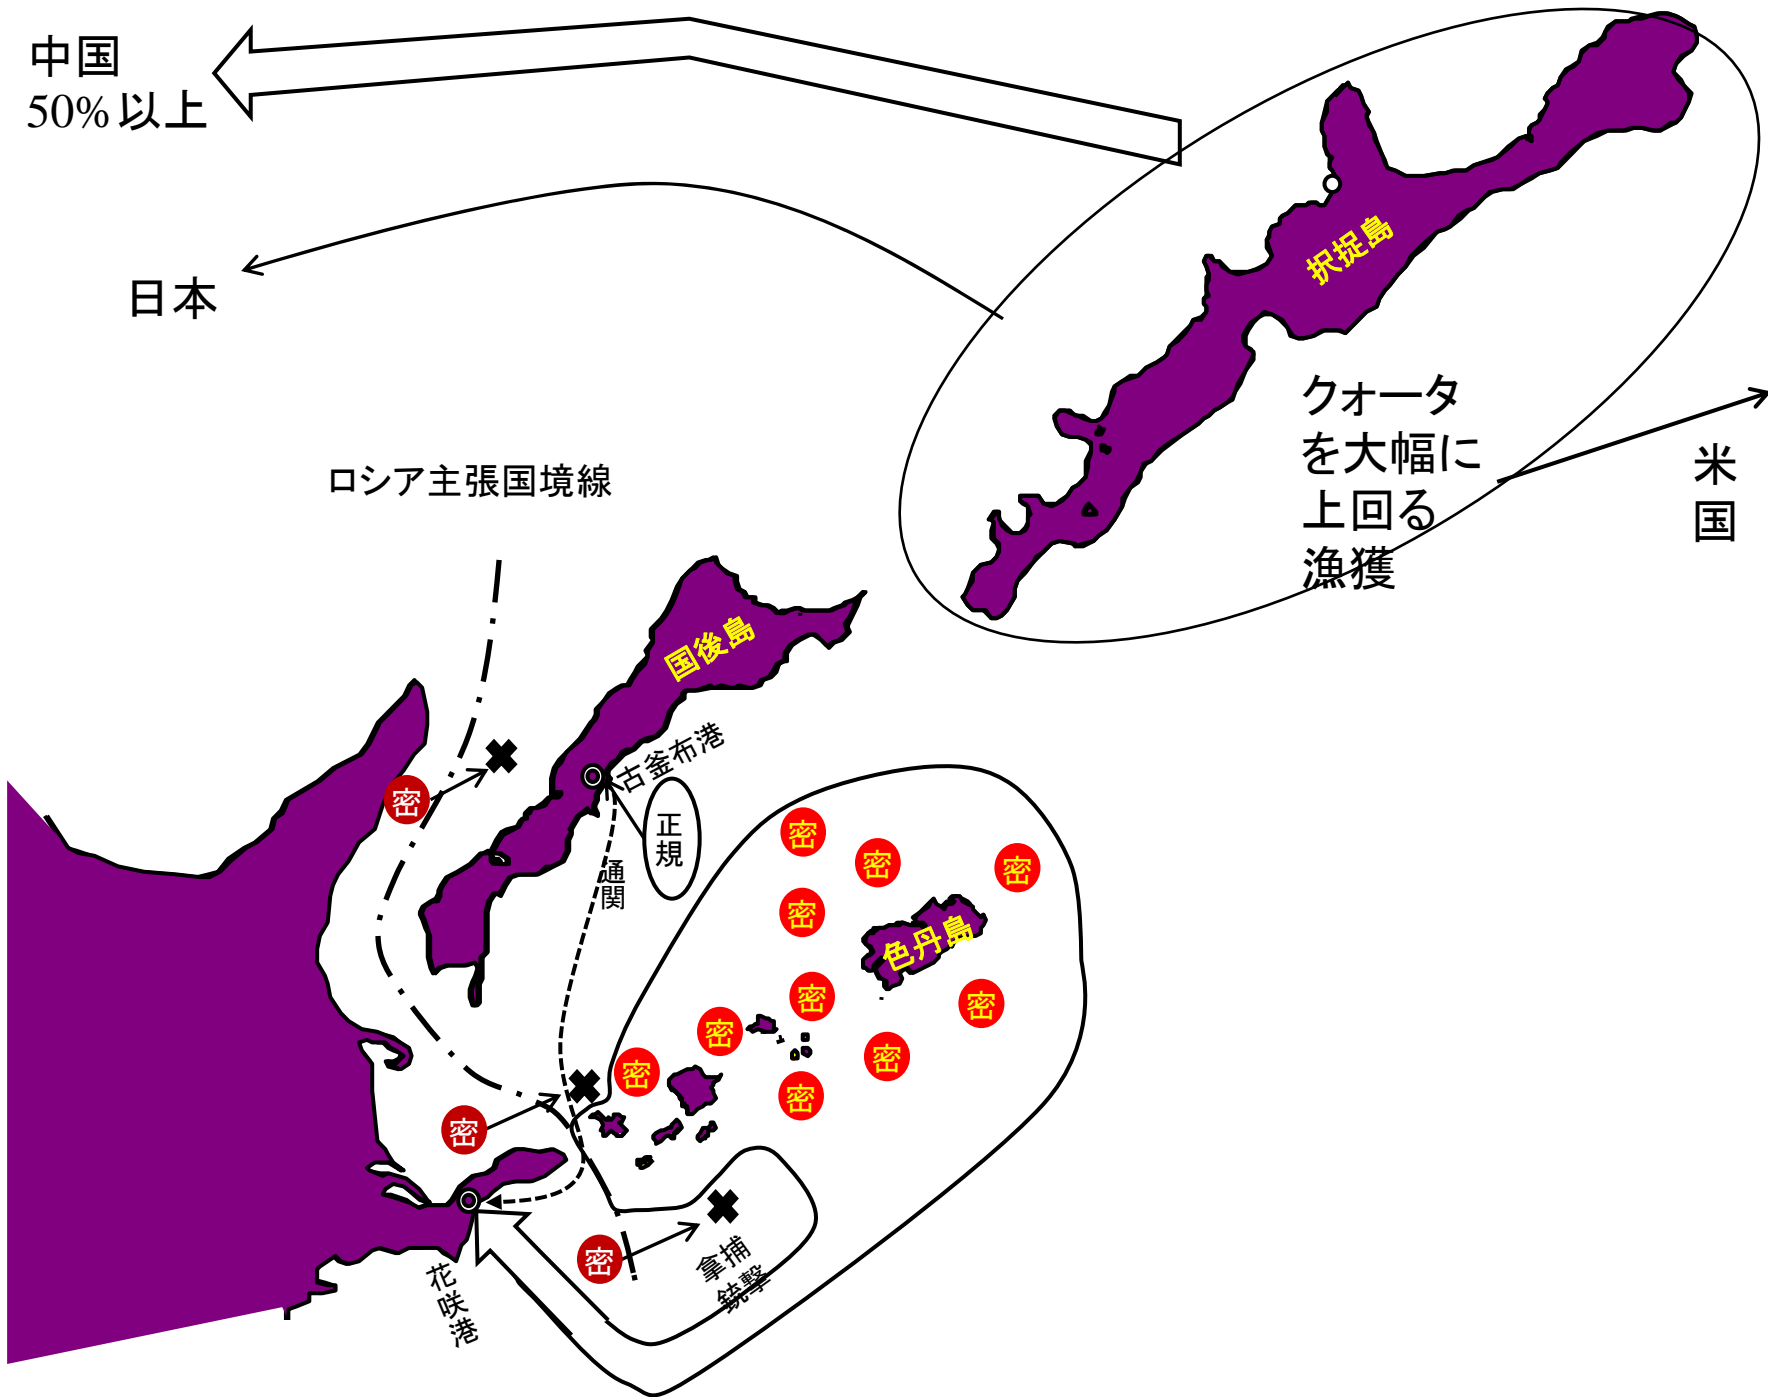 中国
50%以上
日本
択捉島
クォータ
を大幅に
上回る
漁獲
米
国
ロシア主張国境線
国後島
古釜布港
密
正
規
通
関
密
密
密
密
色丹島
密
密
密
密
密
密
密
密
拿捕
銃撃
花
咲
港